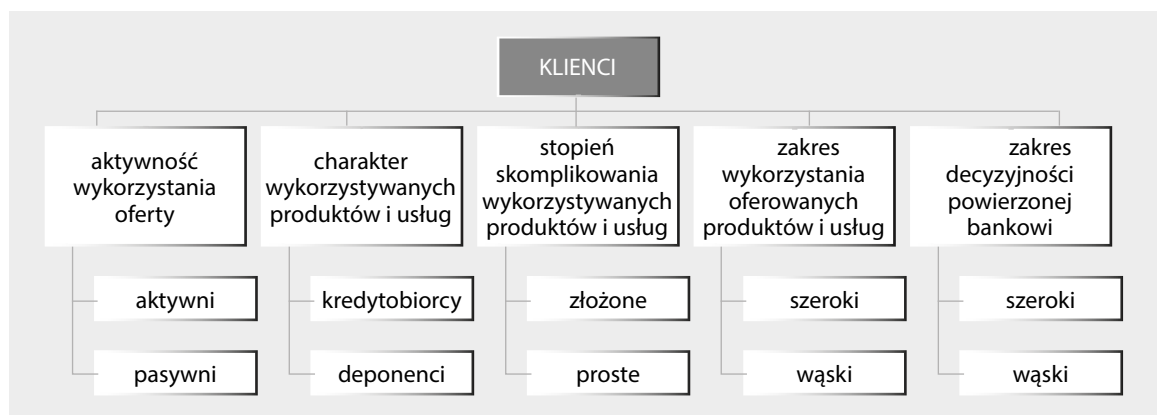 KLIENCI
aktywność
wykorzystania
oferty
charakter
wykorzystywanych
produktów i usług
stopień
skomplikowania
wykorzystywanych
produktów i usług
zakres
wykorzystania
oferowanych
produktów i usług
zakres
decyzyjności
powierzonej
bankowi
aktywni
kredytobiorcy
złożone
szeroki
szeroki
pasywni
deponenci
proste
wąski
wąski